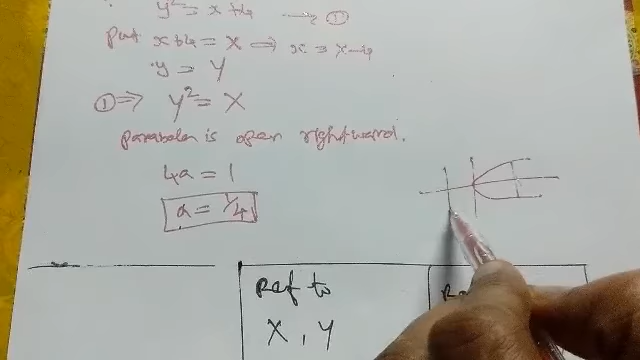 y² = x+4 → ①
Put x+4 = X ⇒ x = X-4
y = Y
① ⇒ Y² = X
parabola is open rightward.
4a = 1
a = 1/4
Ref to
X, Y